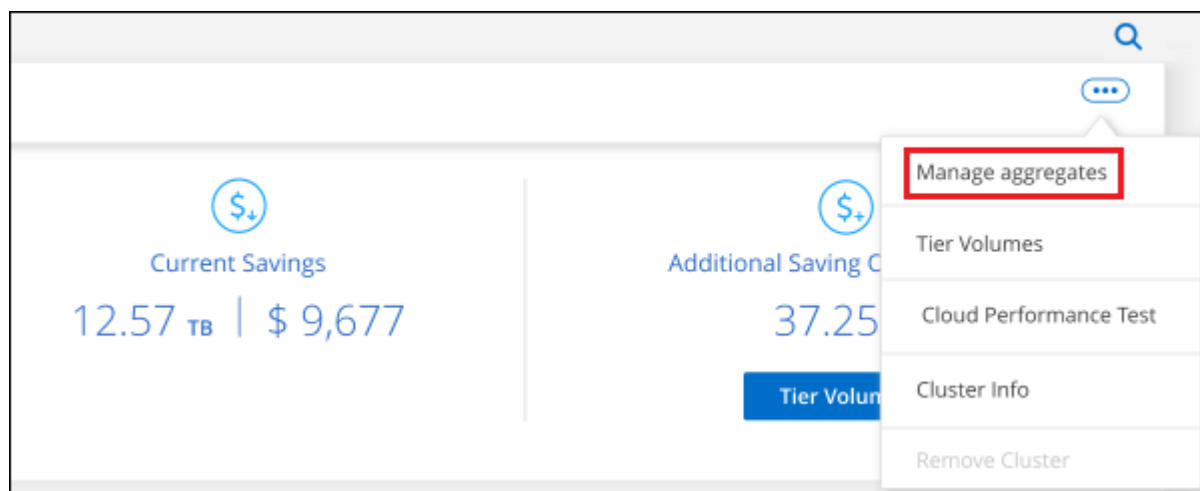 Manage aggregates
Current Savings
12.57 TB | $ 9,677
Additional Saving
37.25
Tier
Tier Volumes
Cloud Performance Test
Cluster Info
Remove Cluster